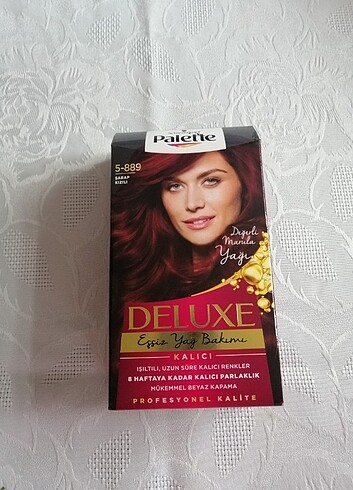 Palette
5-889
ŞARAP
KIZILI
Değerli
Marula
Yağı
DELUXE
Eşsiz Yağ Bakımı
KALICI
IŞILTILI, UZUN SÜRE KALICI RENKLER
8 HAFTAYA KADAR KALICI PARLAKLIK
MÜKEMMEL BEYAZ KAPAMA
PROFESYONEL KALİTE